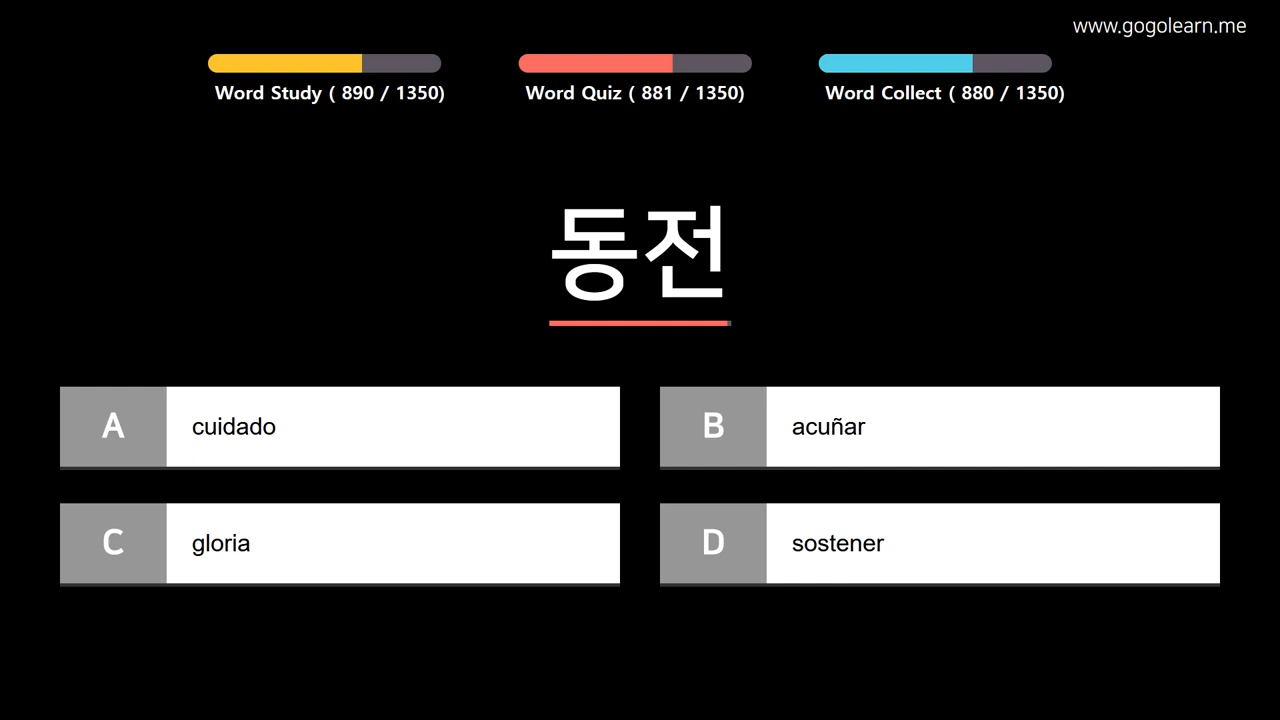 www.gogolearn.me
Word Study ( 890 / 1350)
Word Quiz ( 881 / 1350)
Word Collect ( 880 / 1350)
동전
A cuidado
B acuñar
C gloria
D sostener